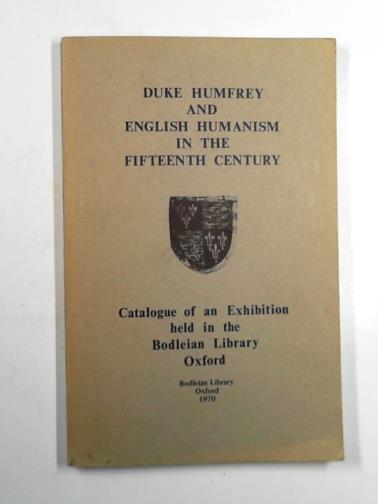 DUKE HUMFREY
AND
ENGLISH HUMANISM
IN THE
FIFTEENTH CENTURY
Catalogue of an Exhibition
held in the
Bodleian Library
Oxford
Bodleian Library
Oxford
1970